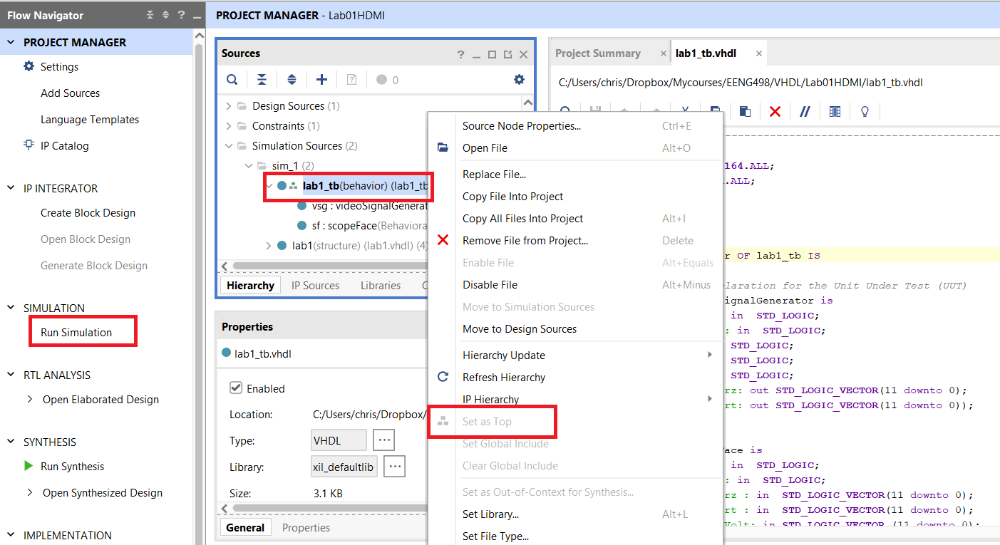 Flow Navigator
PROJECT MANAGER
Settings
Add Sources
Language Templates
IP Catalog
IP INTEGRATOR
Create Block Design
Open Block Design
Generate Block Design
SIMULATION
Run Simulation
RTL ANALYSIS
Open Elaborated Design
SYNTHESIS
Run Synthesis
Open Synthesized Design
IMPLEMENTATION
PROJECT MANAGER - Lab01HDMI
Sources
0
Design Sources (1)
Constraints (1)
Simulation Sources (2)
sim_1 (2)
lab1_tb(behavior) (lab1_tb
vsg : videoSignalGenerat
sf : scopeFace(Behaviora
lab1(structure) (lab1.vhdl) (4)
Hierarchy IP Sources Libraries
Properties
lab1_tb.vhdl
Enabled
Location: C:/Users/chris/Dropbox/
Type: VHDL
Library: xil_defaultlib
Size: 3.1 KB
General Properties
Source Node Properties... Ctrl+E
Open File Alt+O
Replace File...
Copy File Into Project
Copy All Files Into Project Alt+I
Remove File from Project... Delete
Enable File Alt+Equals
Disable File Alt+Minus
Move to Simulation Sources
Move to Design Sources
Hierarchy Update
Refresh Hierarchy
IP Hierarchy
Set as Top
Set Global Include
Clear Global Include
Set as Out-of-Context for Synthesis...
Set Library... Alt+L
Set File Type...
Project Summary lab1_tb.vhdl
C:/Users/chris/Dropbox/Mycourses/EENG498/VHDL/Lab01HDMI/lab1_tb.vhdl
164.ALL;
.ALL;
r OF lab1_tb IS
laration for the Unit Under Test (UUT)
ignalGenerator is
in STD_LOGIC;
: in STD_LOGIC;
STD_LOGIC;
STD_LOGIC;
STD_LOGIC;
rz: out STD_LOGIC_VECTOR(11 downto 0);
rt: out STD_LOGIC_VECTOR(11 downto 0));
Face is
in STD_LOGIC;
: in STD_LOGIC;
rz : in STD_LOGIC_VECTOR(11 downto 0);
rt : in STD_LOGIC_VECTOR(11 downto 0);
Volt: in STD_LOGIC_VECTOR (11 downto 0);